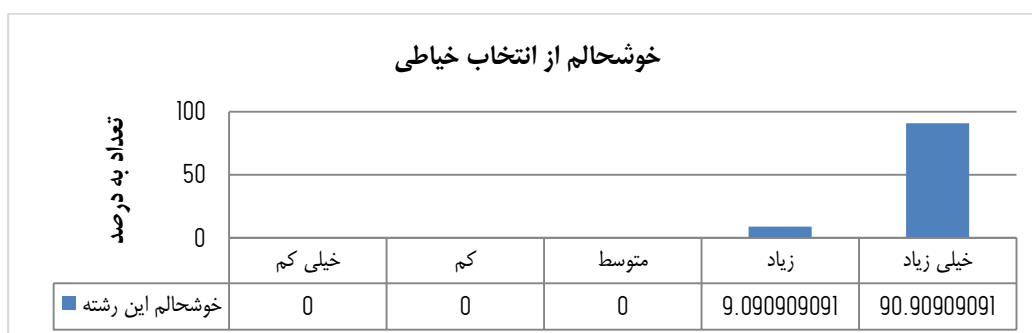 خوشحالم از انتخاب خیاطی
تعداد به درصد
100
50
0
خیلی کم کم متوسط زیاد خیلی زیاد
خوشحالم این رشته 0 0 0 9.090909091 90.90909091